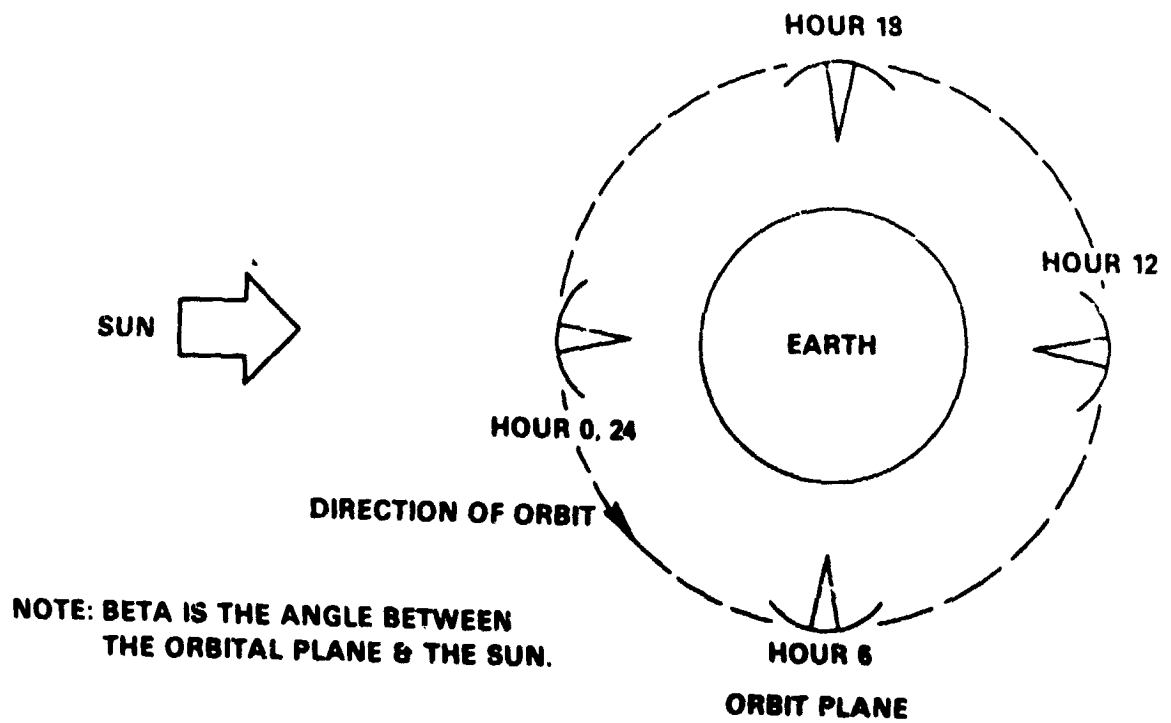 HOUR 18
HOUR 12
SUN
EARTH
HOUR 0, 24
DIRECTION OF ORBIT
NOTE: BETA IS THE ANGLE BETWEEN
THE ORBITAL PLANE & THE SUN.
HOUR 6
ORBIT PLANE